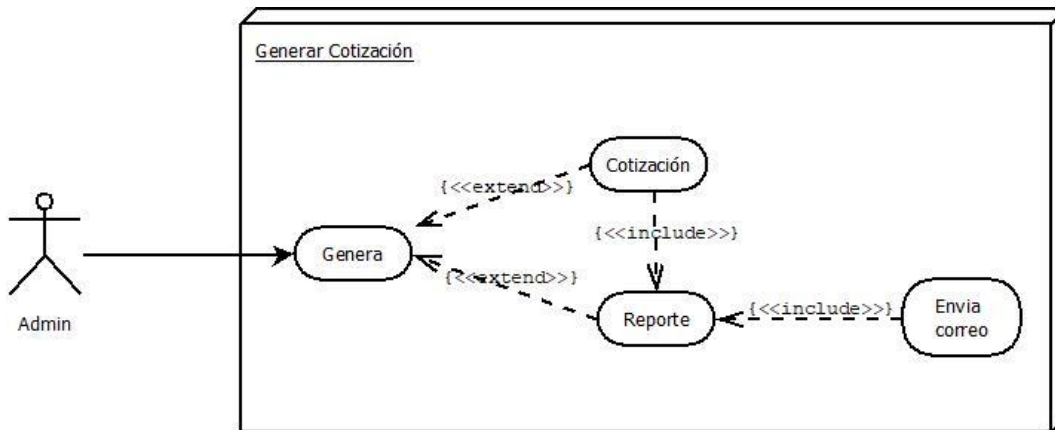 Generar Cotización
Cotización
{<<extend>>}
{<<include>>}
Genera
{<<extend>>}
Reporte
{<<include>>}
Envia
correo
Admin